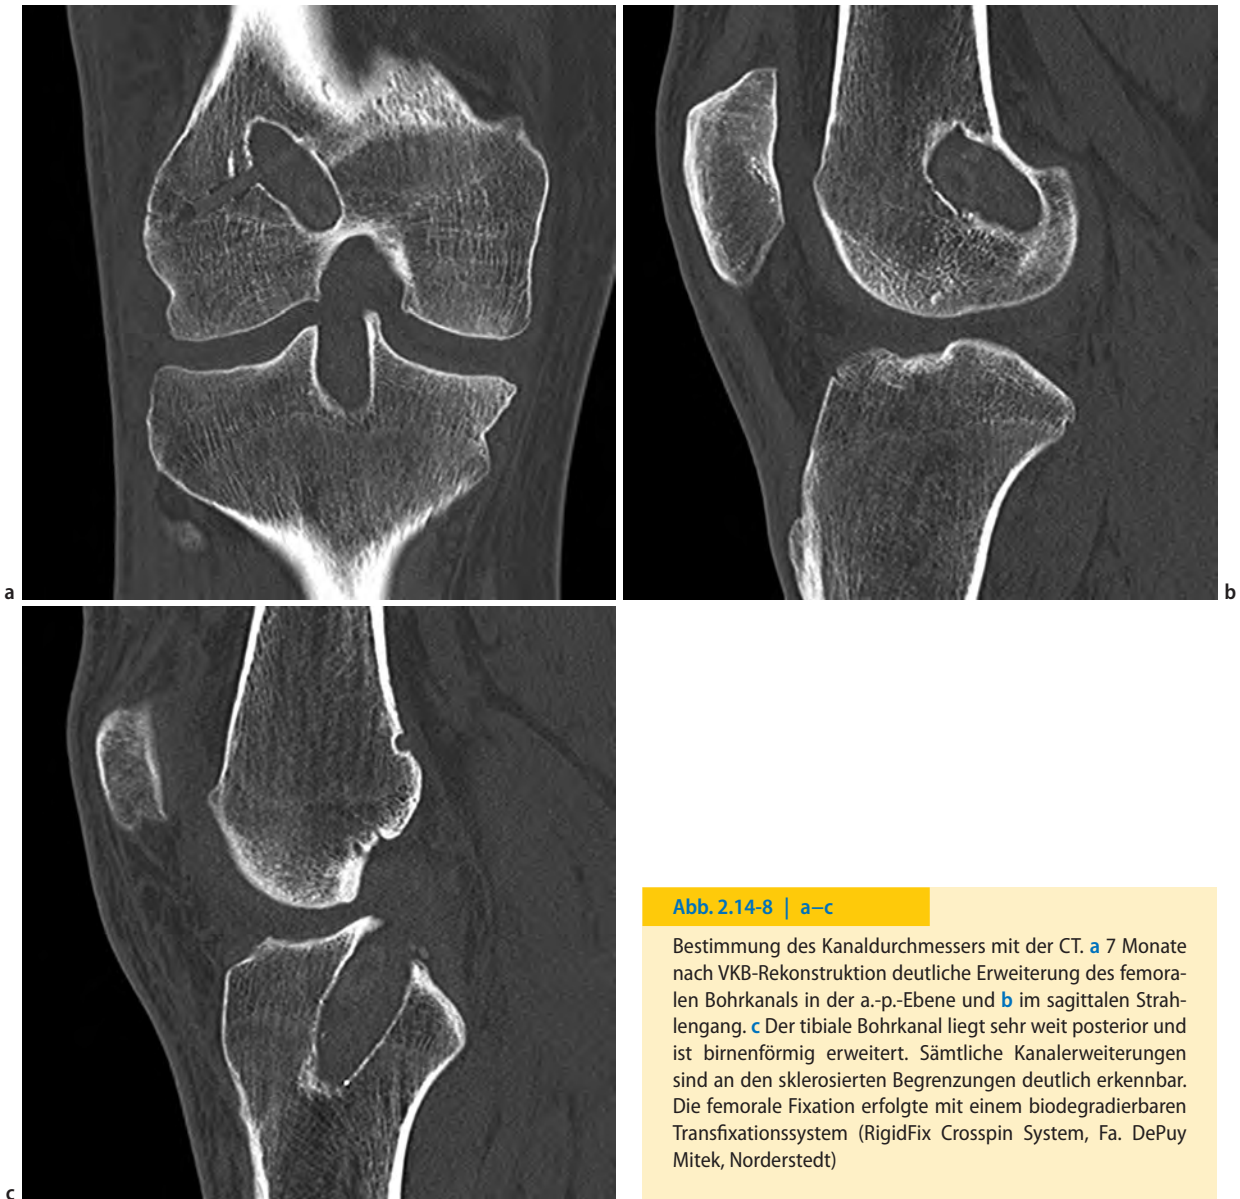 a
b
c
Abb. 2.14-8 | a–c
Bestimmung des Kanaldurchmessers mit der CT. a 7 Monate
nach VKB-Rekonstruktion deutliche Erweiterung des femora-
len Bohrkanals in der a.-p.-Ebene und b im sagittalen Strah-
lengang. c Der tibiale Bohrkanal liegt sehr weit posterior und
ist birnenförmig erweitert. Sämtliche Kanalerweiterungen
sind an den sklerosierten Begrenzungen deutlich erkennbar.
Die femorale Fixation erfolgte mit einem biodegradierbaren
Transfixationssystem (RigidFix Crosspin System, Fa. DePuy
Mitek, Norderstedt)